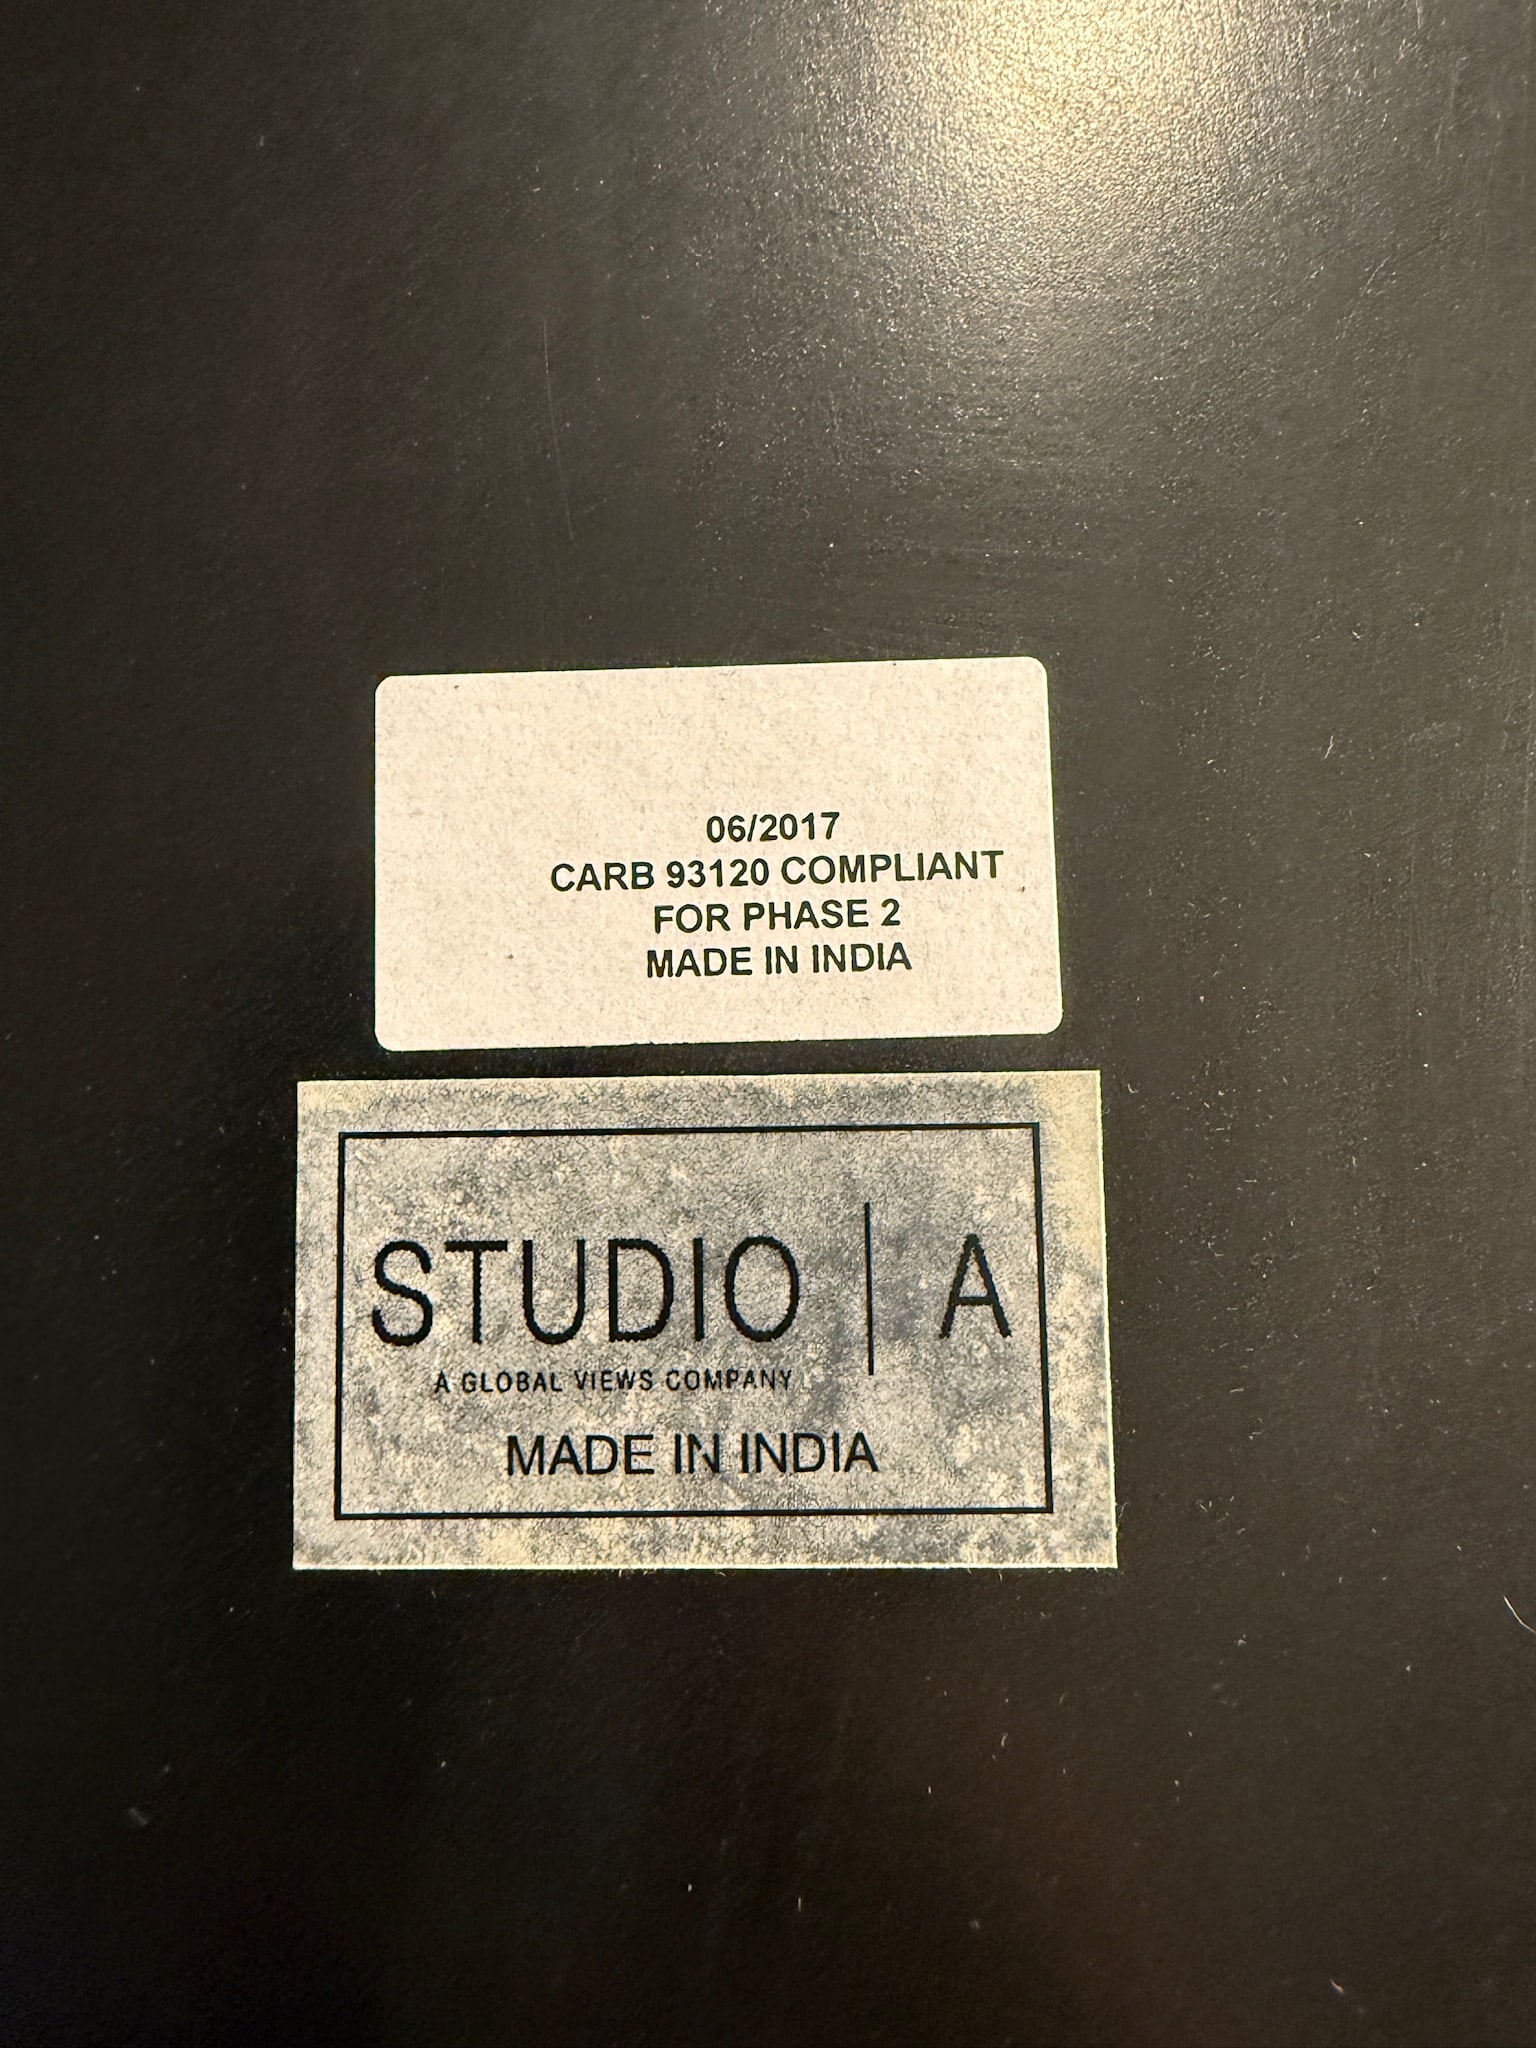 06/2017
CARB 93120 COMPLIANT
FOR PHASE 2
MADE IN INDIA
STUDIO | A
A GLOBAL VIEWS COMPANY
MADE IN INDIA